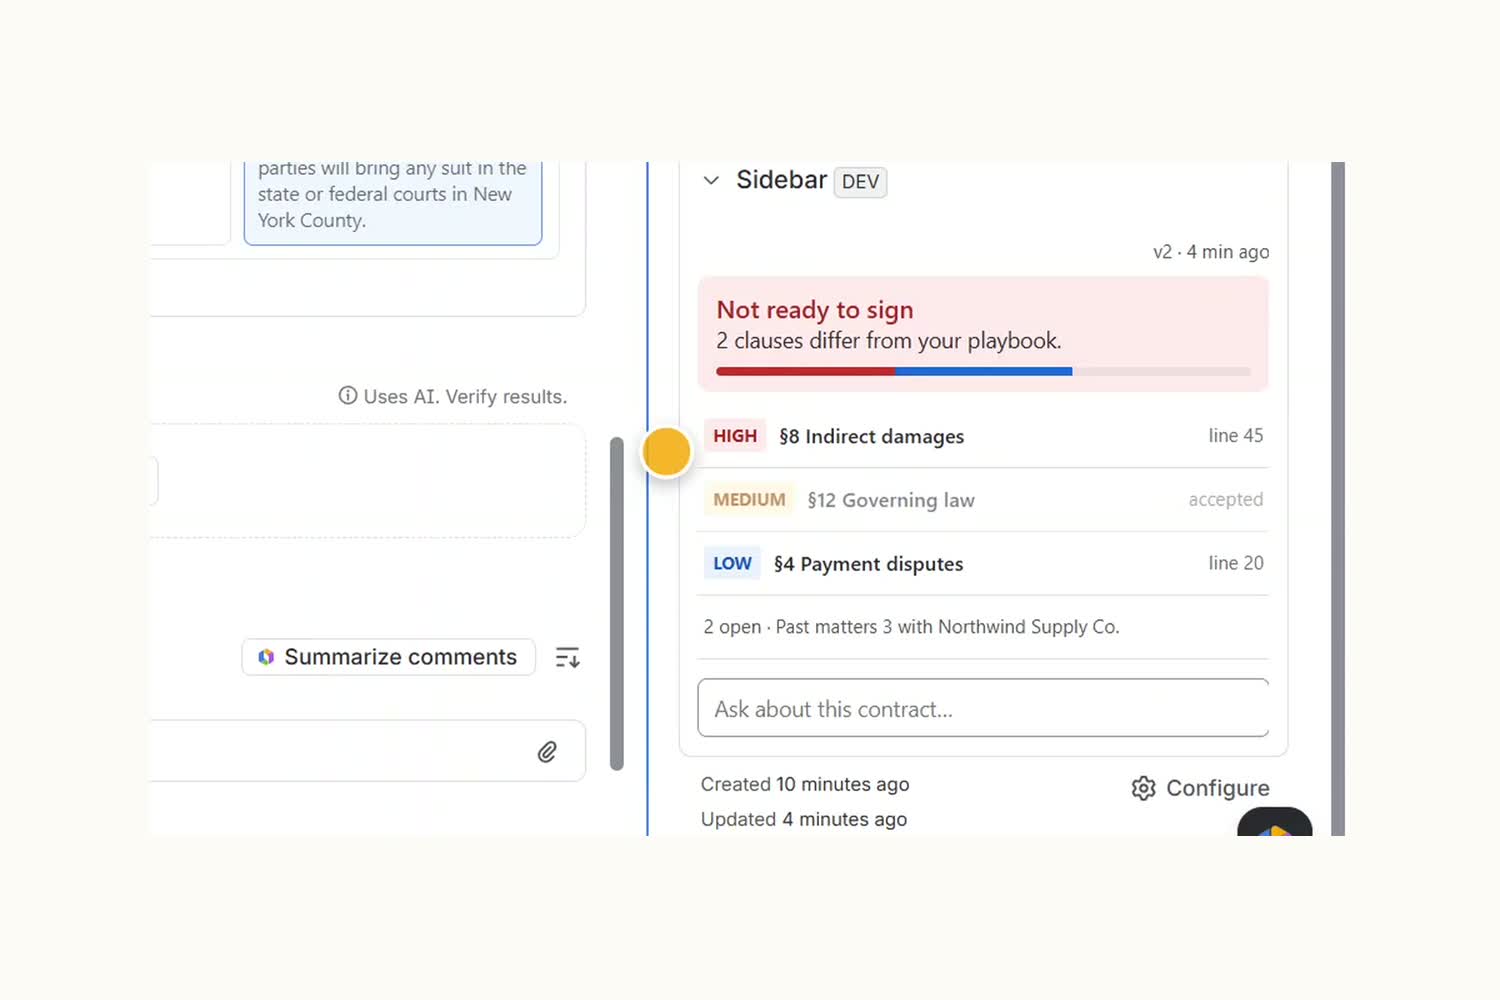 parties will bring any suit in the
state or federal courts in New
York County.
Uses AI. Verify results.
Summarize comments
Sidebar DEV
v2 · 4 min ago
Not ready to sign
2 clauses differ from your playbook.
HIGH §8 Indirect damages line 45
MEDIUM §12 Governing law accepted
LOW §4 Payment disputes line 20
2 open · Past matters 3 with Northwind Supply Co.
Ask about this contract...
Created 10 minutes ago
Configure
Updated 4 minutes ago